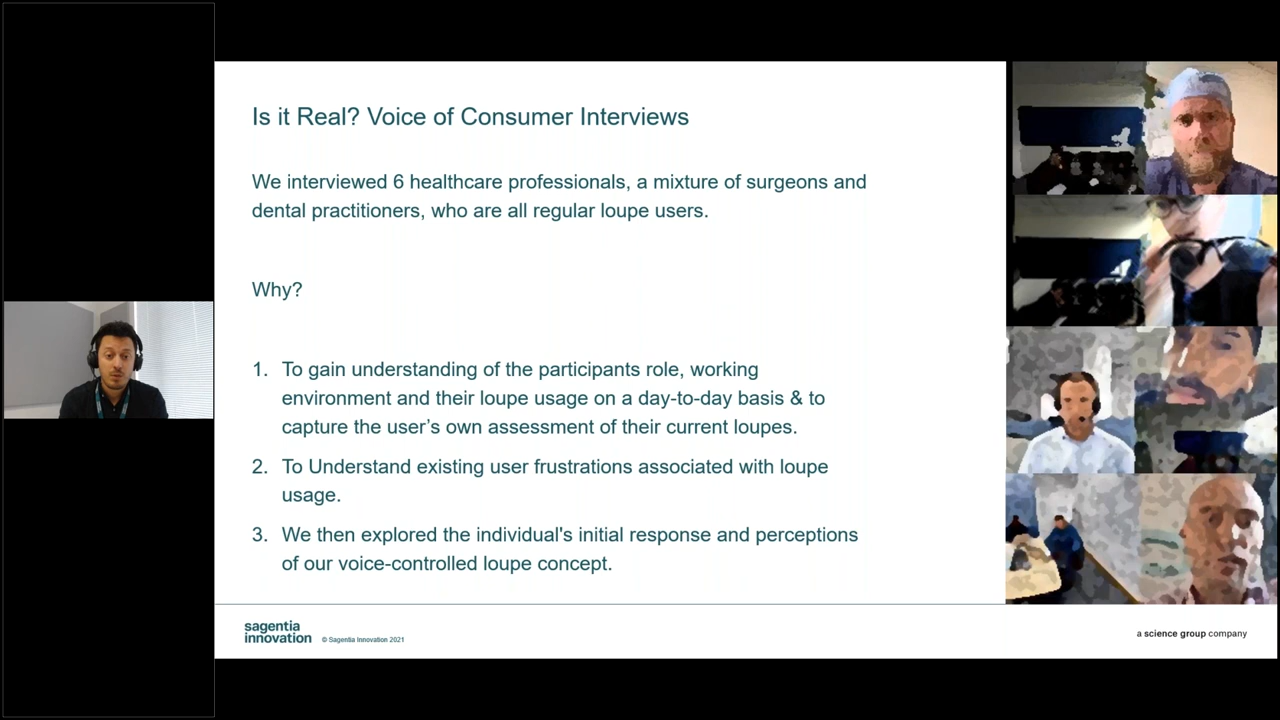 Is it Real? Voice of Consumer Interviews
We interviewed 6 healthcare professionals, a mixture of surgeons and
dental practitioners, who are all regular loupe users.
Why?
1. To gain understanding of the participants role, working
environment and their loupe usage on a day-to-day basis & to
capture the user’s own assessment of their current loupes.
2. To Understand existing user frustrations associated with loupe
usage.
3. We then explored the individual's initial response and perceptions
of our voice-controlled loupe concept.
sagentia
innovation
© Sagentia Innovation 2021
a science group company